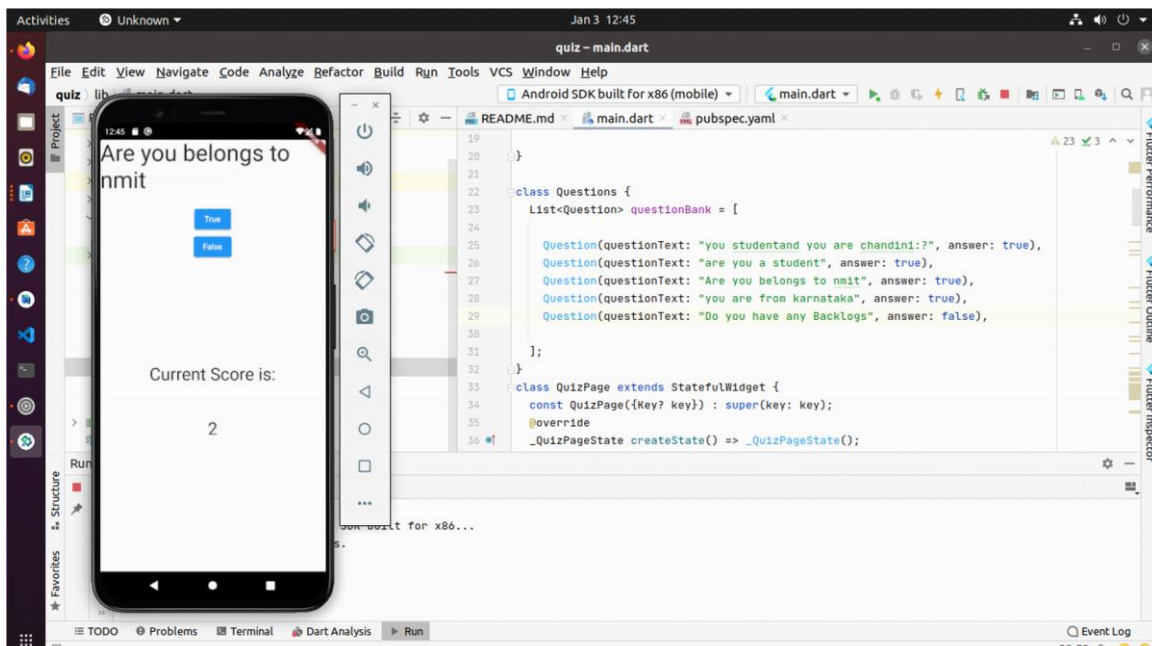 Activities Unknown Jan 3 12:45
quiz – main.dart
File Edit View Navigate Code Analyze Refactor Build Run Tools VCS Window Help
quiz lib main.dart Android SDK built for x86 (mobile) main.dart
README.md main.dart pubspec.yaml
Project
12:45
Are you belongs to
nmit
True
False
Current Score is:
2
19
20 }
21
22 class Questions {
23 List<Question> questionBank = [
24
25 Question(questionText: "you studentand you are chandini:?", answer: true),
26 Question(questionText: "are you a student", answer: true),
27 Question(questionText: "Are you belongs to nmit", answer: true),
28 Question(questionText: "you are from karnataka", answer: true),
29 Question(questionText: "Do you have any Backlogs", answer: false),
30
31 ];
32 }
33 class QuizPage extends StatefulWidget {
34 const QuizPage({Key? key}) : super(key: key);
35 @override
36 _QuizPageState createState() => _QuizPageState();
23 3
Flutter Performance
Flutter Outline
Flutter Inspector
Run
Structure
Favorites
SDK built for x86...
s.
TODO Problems Terminal Dart Analysis Run Event Log